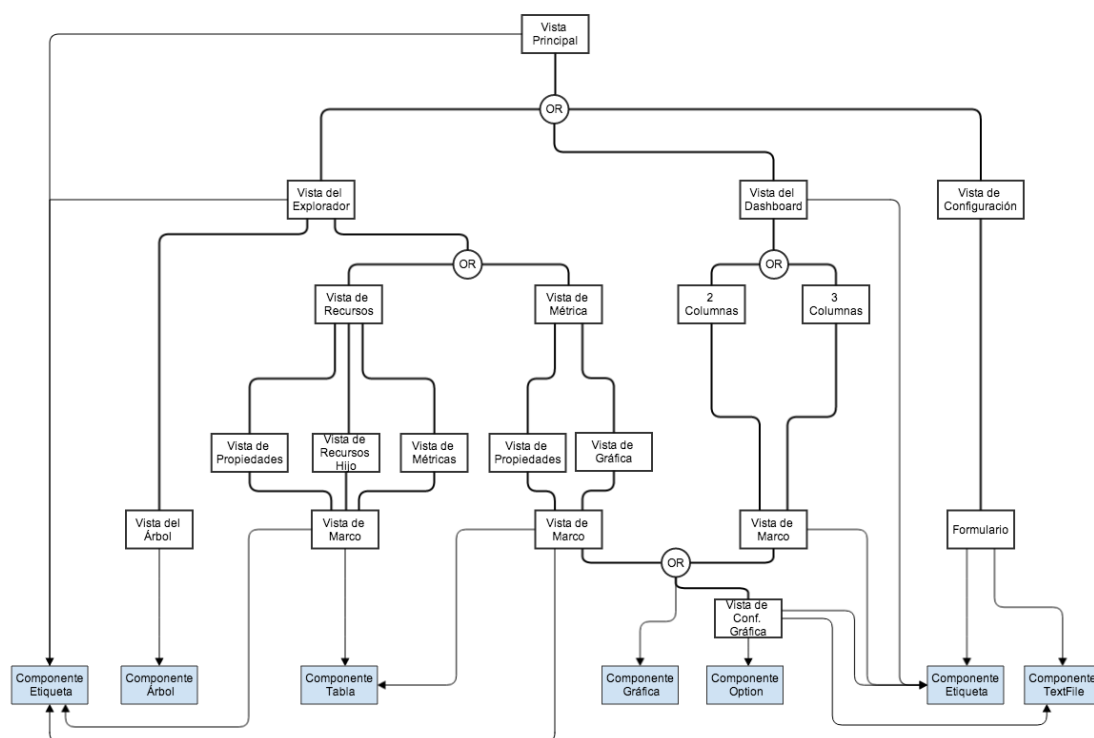 Vista
Principal
OR
Vista del
Explorador
Vista del
Dashboard
Vista de
Configuración
OR
OR
Vista de
Recursos
Vista de
Métrica
2
Columnas
3
Columnas
Vista de
Propiedades
Vista de
Recursos
Hijo
Vista de
Métricas
Vista de
Propiedades
Vista de
Gráfica
Vista del
Árbol
Vista de
Marco
Vista de
Marco
Vista de
Marco
Formulario
OR
Vista de
Conf.
Gráfica
Componente
Etiqueta
Componente
Árbol
Componente
Tabla
Componente
Gráfica
Componente
Option
Componente
Etiqueta
Componente
TextFile